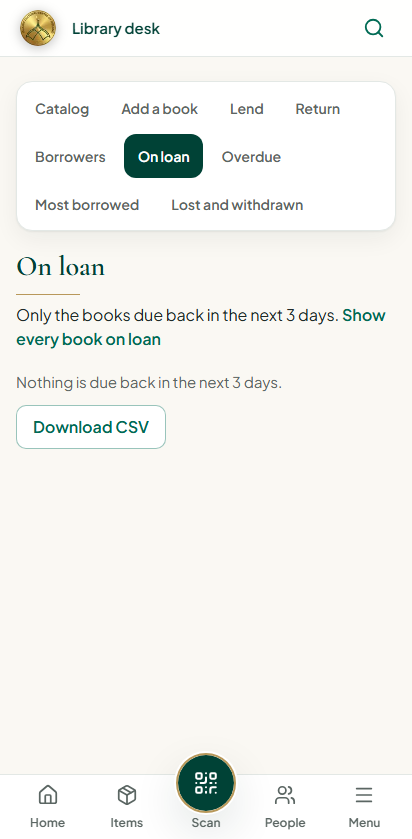 Library desk
Catalog
Add a book
Lend
Return
Borrowers
On loan
Overdue
Most borrowed
Lost and withdrawn
On loan
Only the books due back in the next 3 days. Show
every book on loan
Nothing is due back in the next 3 days.
Download CSV
Home
Items
Scan
People
Menu